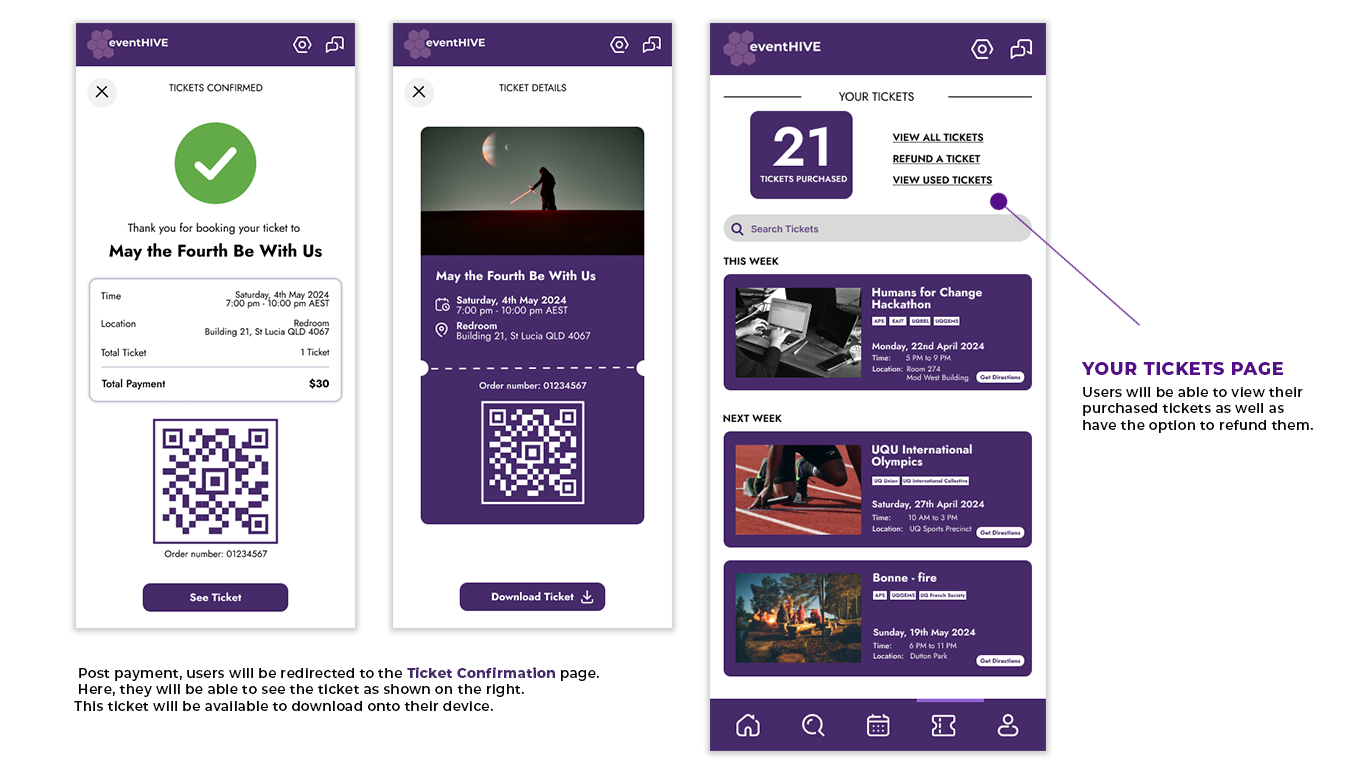 eventHIVE
TICKETS CONFIRMED
Thank you for booking your ticket to
May the Fourth Be With Us
Time
Saturday, 4th May 2024
7:00 pm - 10:00 pm AEST
Location
Redroom
Building 21, St Lucia QLD 4067
Total Ticket
1 Ticket
Total Payment
$30
Order number: 01234567
See Ticket
eventHIVE
TICKET DETAILS
May the Fourth Be With Us
Saturday, 4th May 2024
7:00 pm - 10:00 pm AEST
Redroom
Building 21, St Lucia QLD 4067
Order number: 01234567
Download Ticket
Post payment, users will be redirected to the Ticket Confirmation page.
Here, they will be able to see the ticket as shown on the right.
This ticket will be available to download onto their device.
eventHIVE
YOUR TICKETS
21
TICKETS PURCHASED
VIEW ALL TICKETS
REFUND A TICKET
VIEW USED TICKETS
Search Tickets
THIS WEEK
Humans for Change
Hackathon
APS EAIT UQBEL UQGEMS
Monday, 22nd April 2024
Time: 5 PM to 9 PM
Location: Room 274
Mod West Building
Get Directions
NEXT WEEK
UQU International
Olympics
UQ Union UQ International Collective
Saturday, 27th April 2024
Time: 10 AM to 3 PM
Location: UQ Sports Precinct
Get Directions
Bonne - fire
APS UQGEMS UQ French Society
Sunday, 19th May 2024
Time: 6 PM to 11 PM
Location: Dutton Park
Get Directions
YOUR TICKETS PAGE
Users will be able to view their
purchased tickets as well as
have the option to refund them.